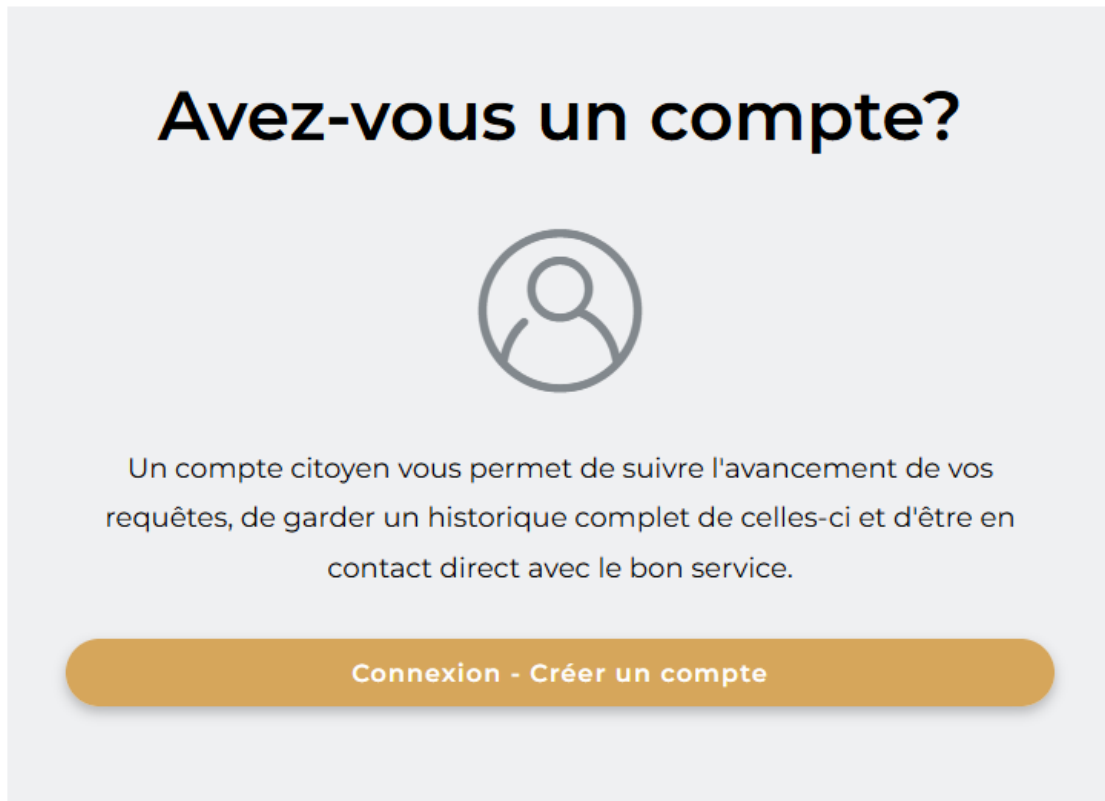 Avez-vous un compte?
Un compte citoyen vous permet de suivre l'avancement de vos
requêtes, de garder un historique complet de celles-ci et d'être en
contact direct avec le bon service.
Connexion - Créer un compte